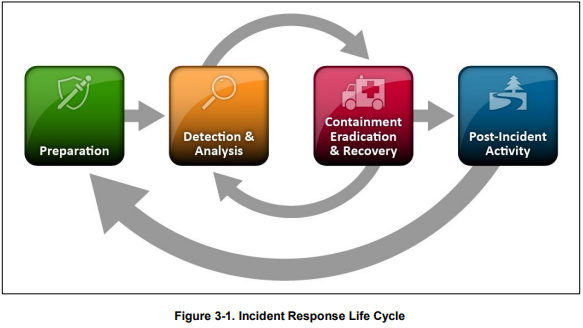 Preparation
Detection &
Analysis
Containment
Eradication
& Recovery
Post-Incident
Activity
Figure 3-1. Incident Response Life Cycle